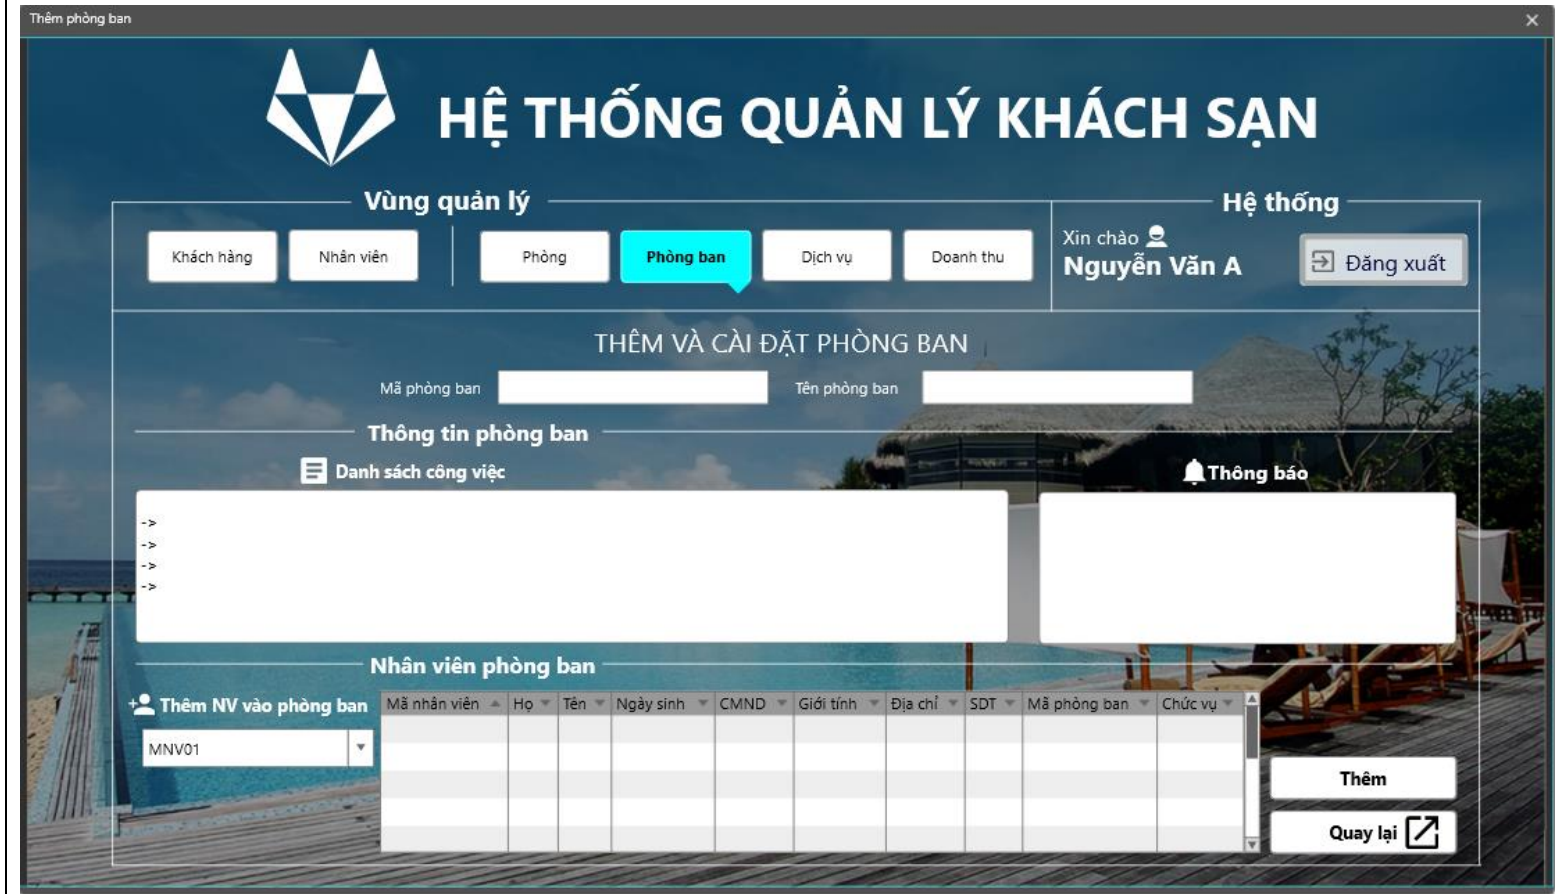 Thêm phòng ban
HỆ THỐNG QUẢN LÝ KHÁCH SẠN
Vùng quản lý
Hệ thống
Khách hàng
Nhân viên
Phòng
Phòng ban
Dịch vụ
Doanh thu
Xin chào
Nguyễn Văn A
Đăng xuất
THÊM VÀ CÀI ĐẶT PHÒNG BAN
Mã phòng ban
Tên phòng ban
Thông tin phòng ban
Danh sách công việc
Thông báo
->
->
->
->
Nhân viên phòng ban
Thêm NV vào phòng ban
MNV01
Mã nhân viên Họ Tên Ngày sinh CMND Giới tính Địa chỉ SDT Mã phòng ban Chức vụ
Thêm
Quay lại